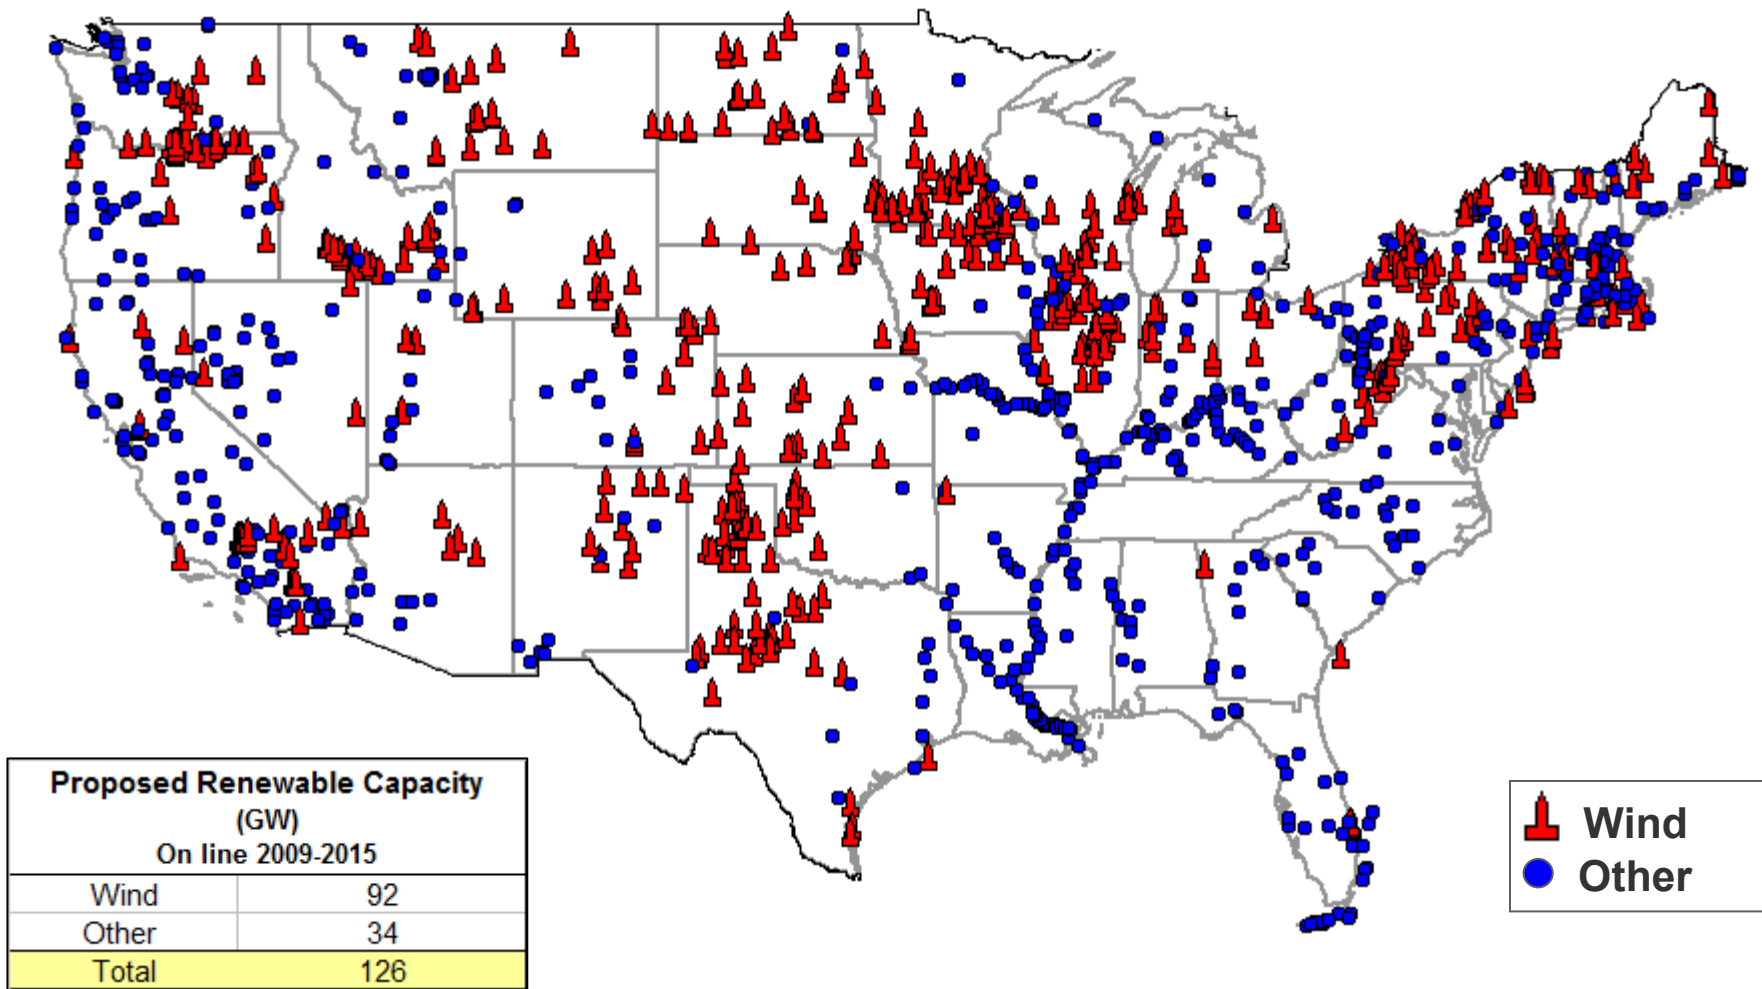 Proposed Renewable Capacity
(GW)
On line 2009-2015
Wind 92
Other 34
Total 126
Wind
Other